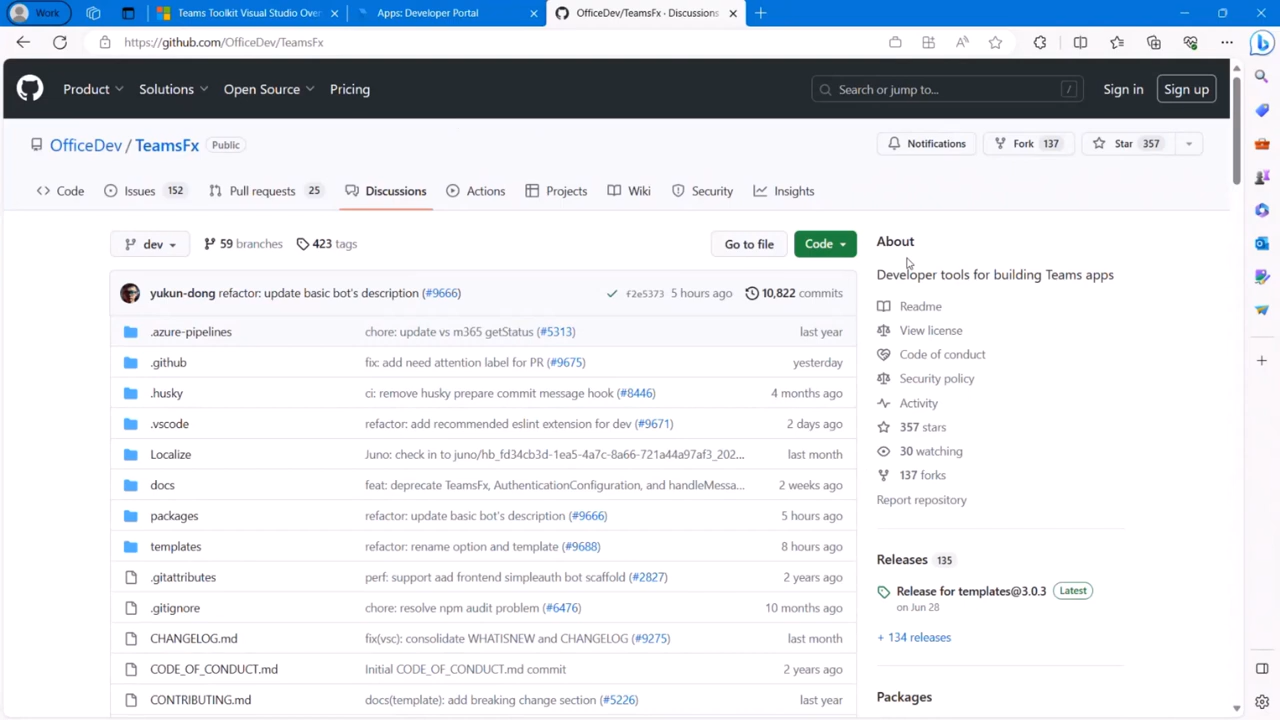 Work
Teams Toolkit Visual Studio Over
Apps: Developer Portal
OfficeDev/TeamsFx · Discussions
https://github.com/OfficeDev/TeamsFx
Product Solutions Open Source Pricing
Search or jump to... /
Sign in
Sign up
OfficeDev / TeamsFx Public
Notifications
Fork 137
Star 357
Code
Issues 152
Pull requests 25
Discussions
Actions
Projects
Wiki
Security
Insights
dev
59 branches
423 tags
Go to file
Code
yukun-dong refactor: update basic bot's description (#9666) f2e5373 5 hours ago 10,822 commits
.azure-pipelines chore: update vs m365 getStatus (#5313) last year
.github fix: add need attention label for PR (#9675) yesterday
.husky ci: remove husky prepare commit message hook (#8446) 4 months ago
.vscode refactor: add recommended eslint extension for dev (#9671) 2 days ago
Localize Juno: check in to juno/hb_fd34cb3d-1ea5-4a7c-8a66-721a44a97af3_202... last month
docs feat: deprecate TeamsFx, AuthenticationConfiguration, and handleMessa... 2 weeks ago
packages refactor: update basic bot's description (#9666) 5 hours ago
templates refactor: rename option and template (#9688) 8 hours ago
.gitattributes perf: support aad frontend simpleauth bot scaffold (#2827) 2 years ago
.gitignore chore: resolve npm audit problem (#6476) 10 months ago
CHANGELOG.md fix(vsc): consolidate WHATISNEW and CHANGELOG (#9275) last month
CODE_OF_CONDUCT.md Initial CODE_OF_CONDUCT.md commit 2 years ago
CONTRIBUTING.md docs(template): add breaking change section (#5226) last year
About
Developer tools for building Teams apps
Readme
View license
Code of conduct
Security policy
Activity
357 stars
30 watching
137 forks
Report repository
Releases 135
Release for templates@3.0.3 Latest
on Jun 28
+ 134 releases
Packages